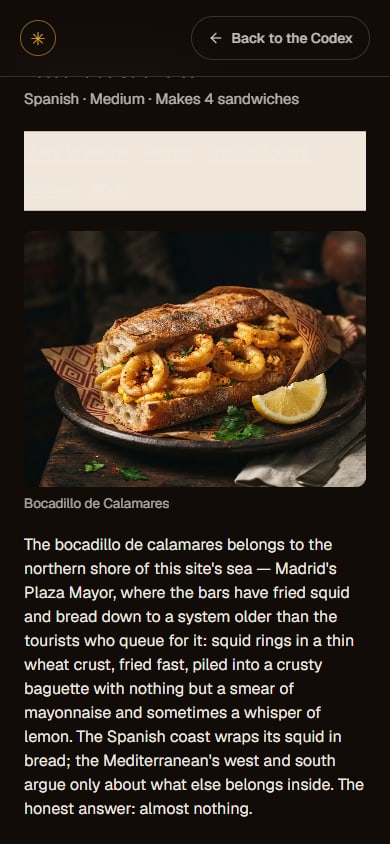 Back to the Codex
Spanish · Medium · Makes 4 sandwiches
Bocadillo de Calamares
The bocadillo de calamares belongs to the
northern shore of this site's sea — Madrid's
Plaza Mayor, where the bars have fried squid
and bread down to a system older than the
tourists who queue for it: squid rings in a thin
wheat crust, fried fast, piled into a crusty
baguette with nothing but a smear of
mayonnaise and sometimes a whisper of
lemon. The Spanish coast wraps its squid in
bread; the Mediterranean's west and south
argue only about what else belongs inside. The
honest answer: almost nothing.